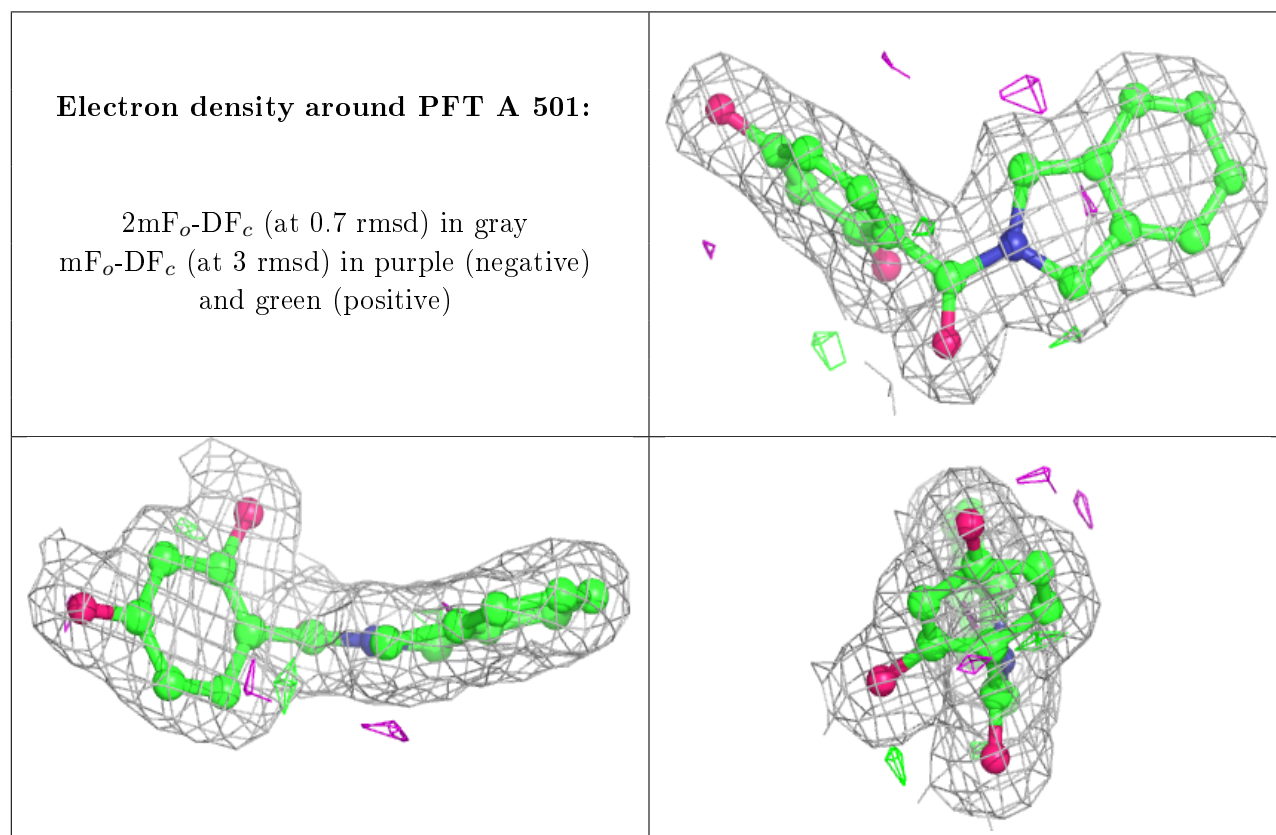 Electron density around PFT A 501:
2mFo-DFc (at 0.7 rmsd) in gray
mFo-DFc (at 3 rmsd) in purple (negative)
and green (positive)